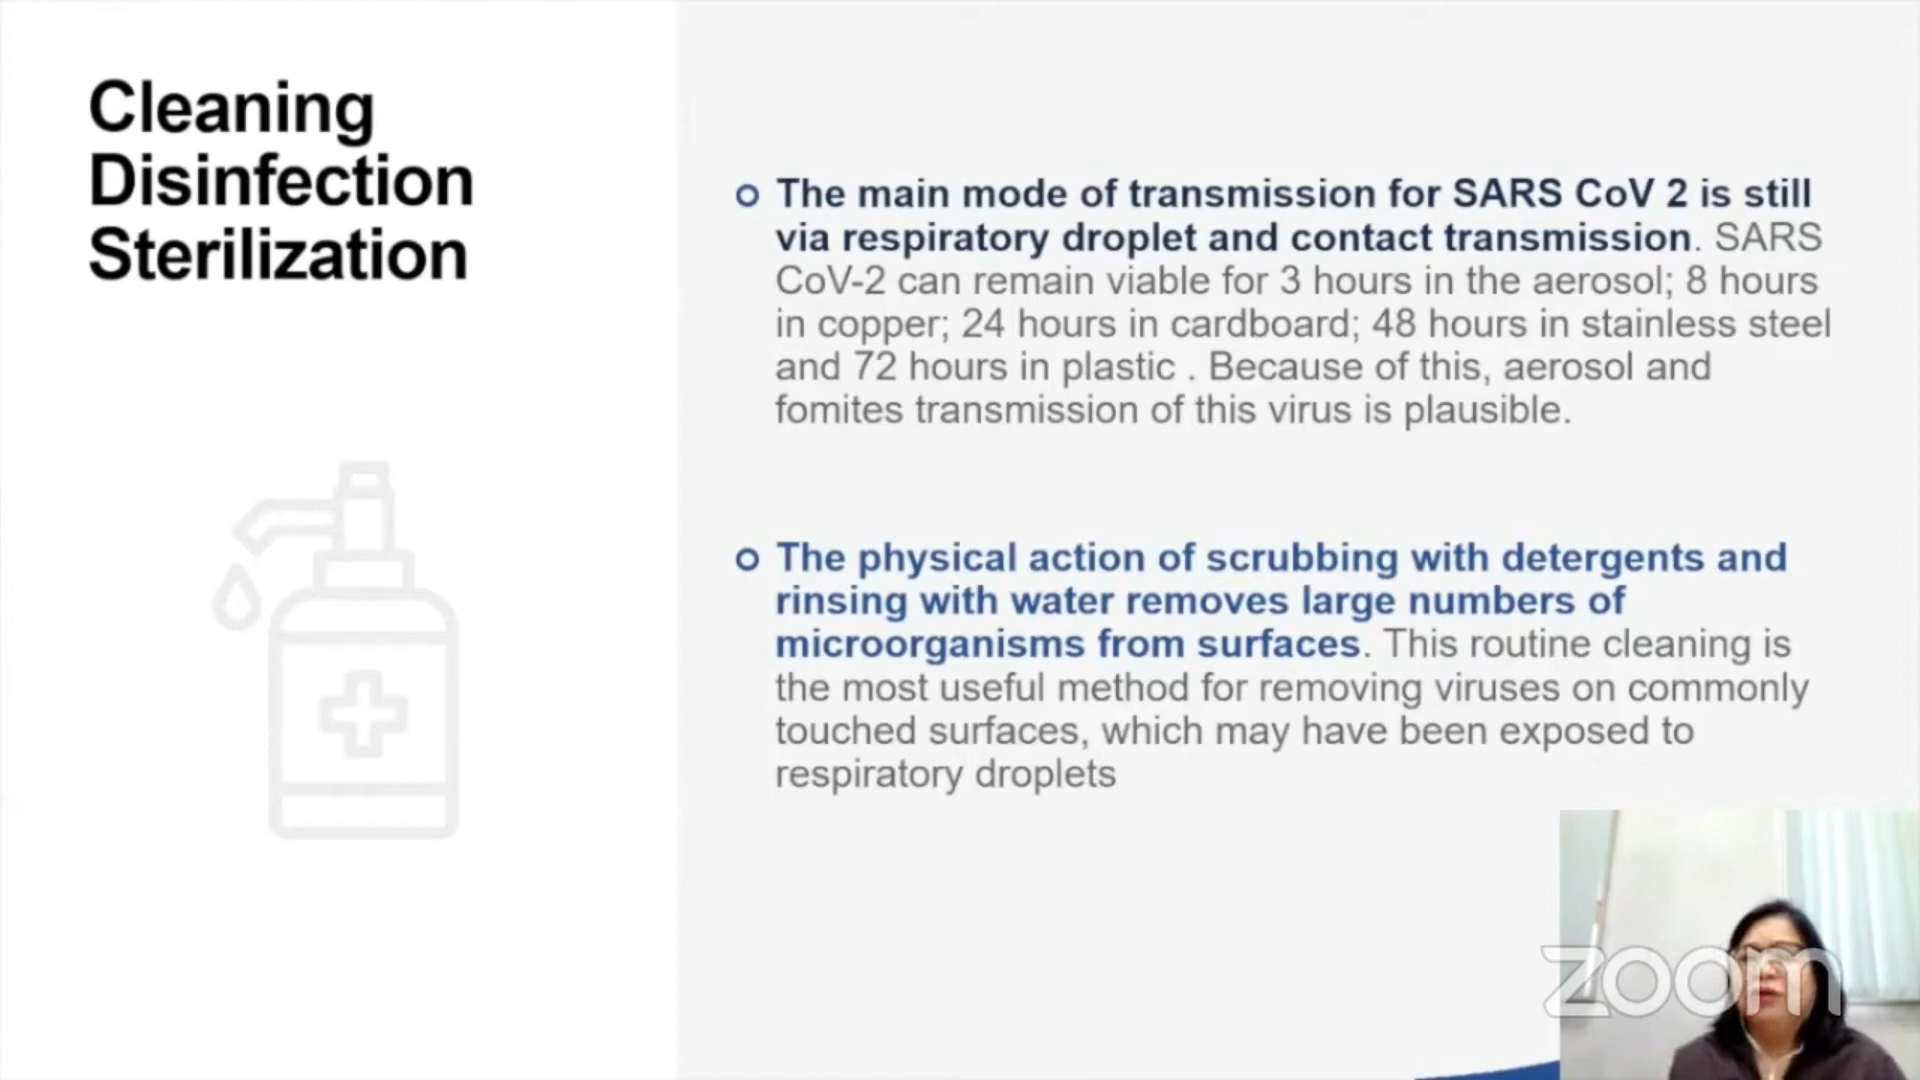 Cleaning
Disinfection
Sterilization
The main mode of transmission for SARS CoV 2 is still
via respiratory droplet and contact transmission. SARS
CoV-2 can remain viable for 3 hours in the aerosol; 8 hours
in copper; 24 hours in cardboard; 48 hours in stainless steel
and 72 hours in plastic . Because of this, aerosol and
fomites transmission of this virus is plausible.
The physical action of scrubbing with detergents and
rinsing with water removes large numbers of
microorganisms from surfaces. This routine cleaning is
the most useful method for removing viruses on commonly
touched surfaces, which may have been exposed to
respiratory droplets
zoom